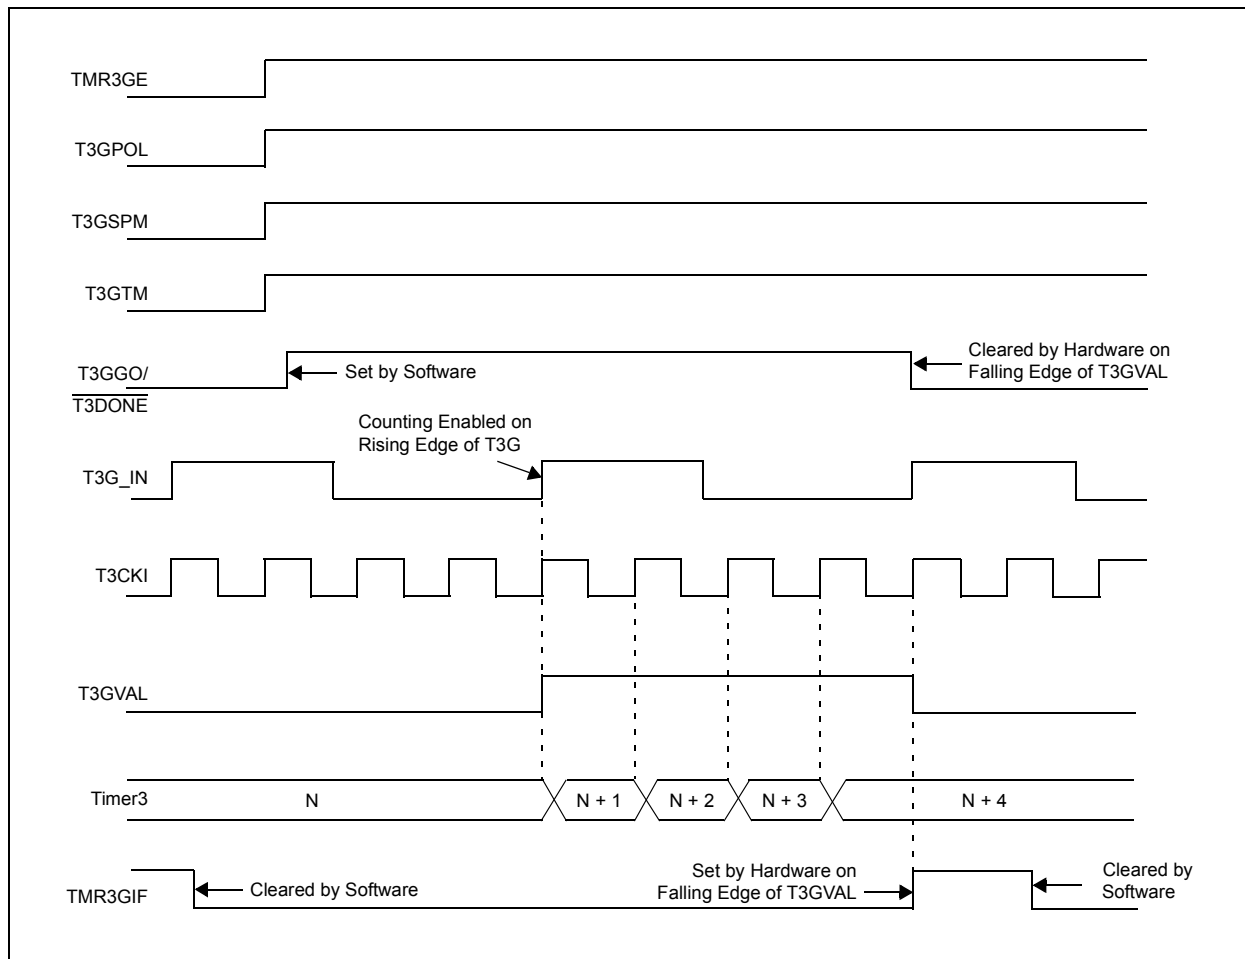 TMR3GE
T3GPOL
T3GSPM
T3GTM
T3GGO/
T3DONE
Set by Software
Cleared by Hardware on
Falling Edge of T3GVAL
Counting Enabled on
Rising Edge of T3G
T3G_IN
T3CKI
T3GVAL
Timer3
N
N + 1
N + 2
N + 3
N + 4
TMR3GIF
Cleared by Software
Set by Hardware on
Falling Edge of T3GVAL
Cleared by
Software